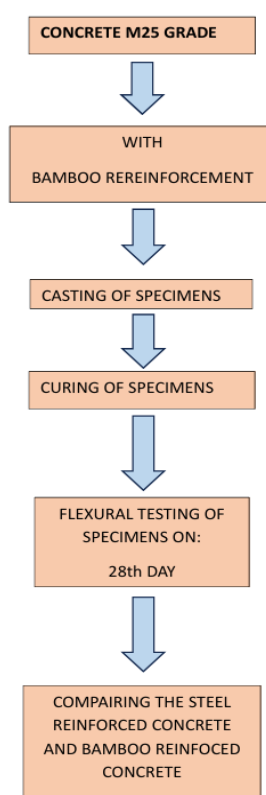 CONCRETE M25 GRADE
WITH
BAMBOO REREINFORCEMENT
CASTING OF SPECIMENS
CURING OF SPECIMENS
FLEXURAL TESTING OF
SPECIMENS ON:
28th DAY
COMPAIRING THE STEEL
REINFORCED CONCRETE
AND BAMBOO REINFOCED
CONCRETE